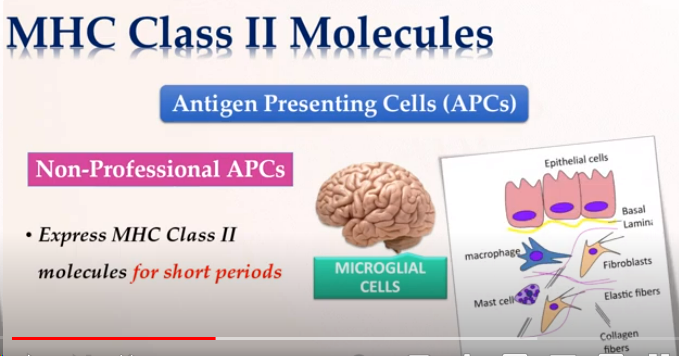 MHC Class II Molecules
Antigen Presenting Cells (APCs)
Non-Professional APCs
• Express MHC Class II
molecules for short periods
MICROGLIAL
CELLS
Epithelial cells
Basal
Lamina
macrophage
Fibroblasts
Mast cell
Elastic fibers
Collagen
fibers